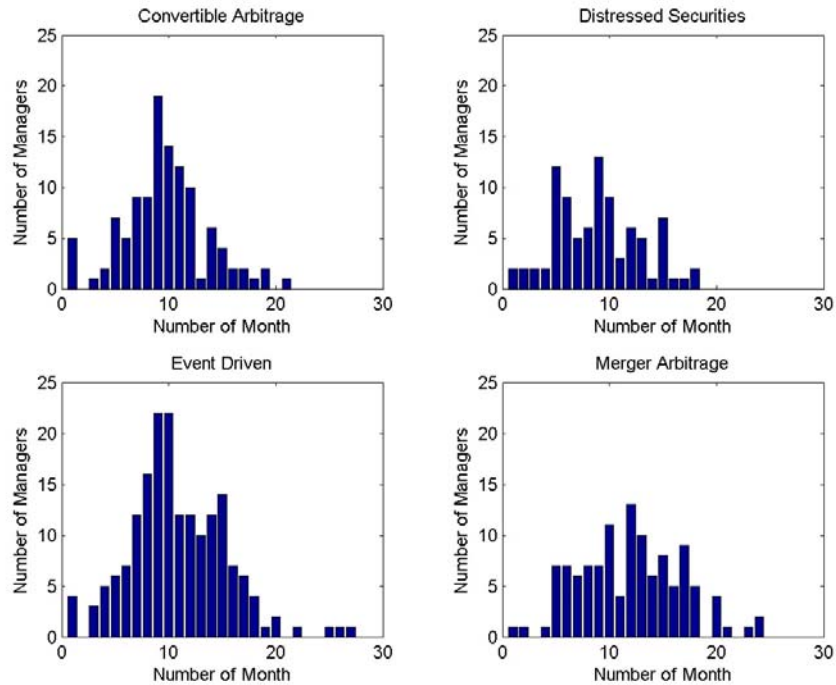 Convertible Arbitrage
25
20
15
10
5
0
Number of Managers
0 10 20 30
Number of Month
Distressed Securities
25
20
15
10
5
0
Number of Managers
0 10 20 30
Number of Month
Event Driven
25
20
15
10
5
0
Number of Managers
0 10 20 30
Number of Month
Merger Arbitrage
25
20
15
10
5
0
Number of Managers
0 10 20 30
Number of Month